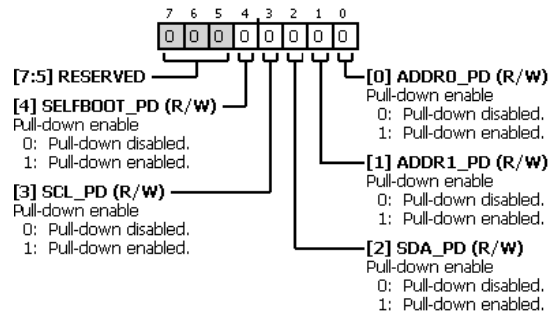 7 6 5 4 3 2 1 0
0 0 0 0 0 0 0 0
[7:5] RESERVED
[4] SELFBOOT_PD (R/W)
Pull-down enable
0: Pull-down disabled.
1: Pull-down enabled.
[3] SCL_PD (R/W)
Pull-down enable
0: Pull-down disabled.
1: Pull-down enabled.
[0] ADDR0_PD (R/W)
Pull-down enable
0: Pull-down disabled.
1: Pull-down enabled.
[1] ADDR1_PD (R/W)
Pull-down enable
0: Pull-down disabled.
1: Pull-down enabled.
[2] SDA_PD (R/W)
Pull-down enable
0: Pull-down disabled.
1: Pull-down enabled.